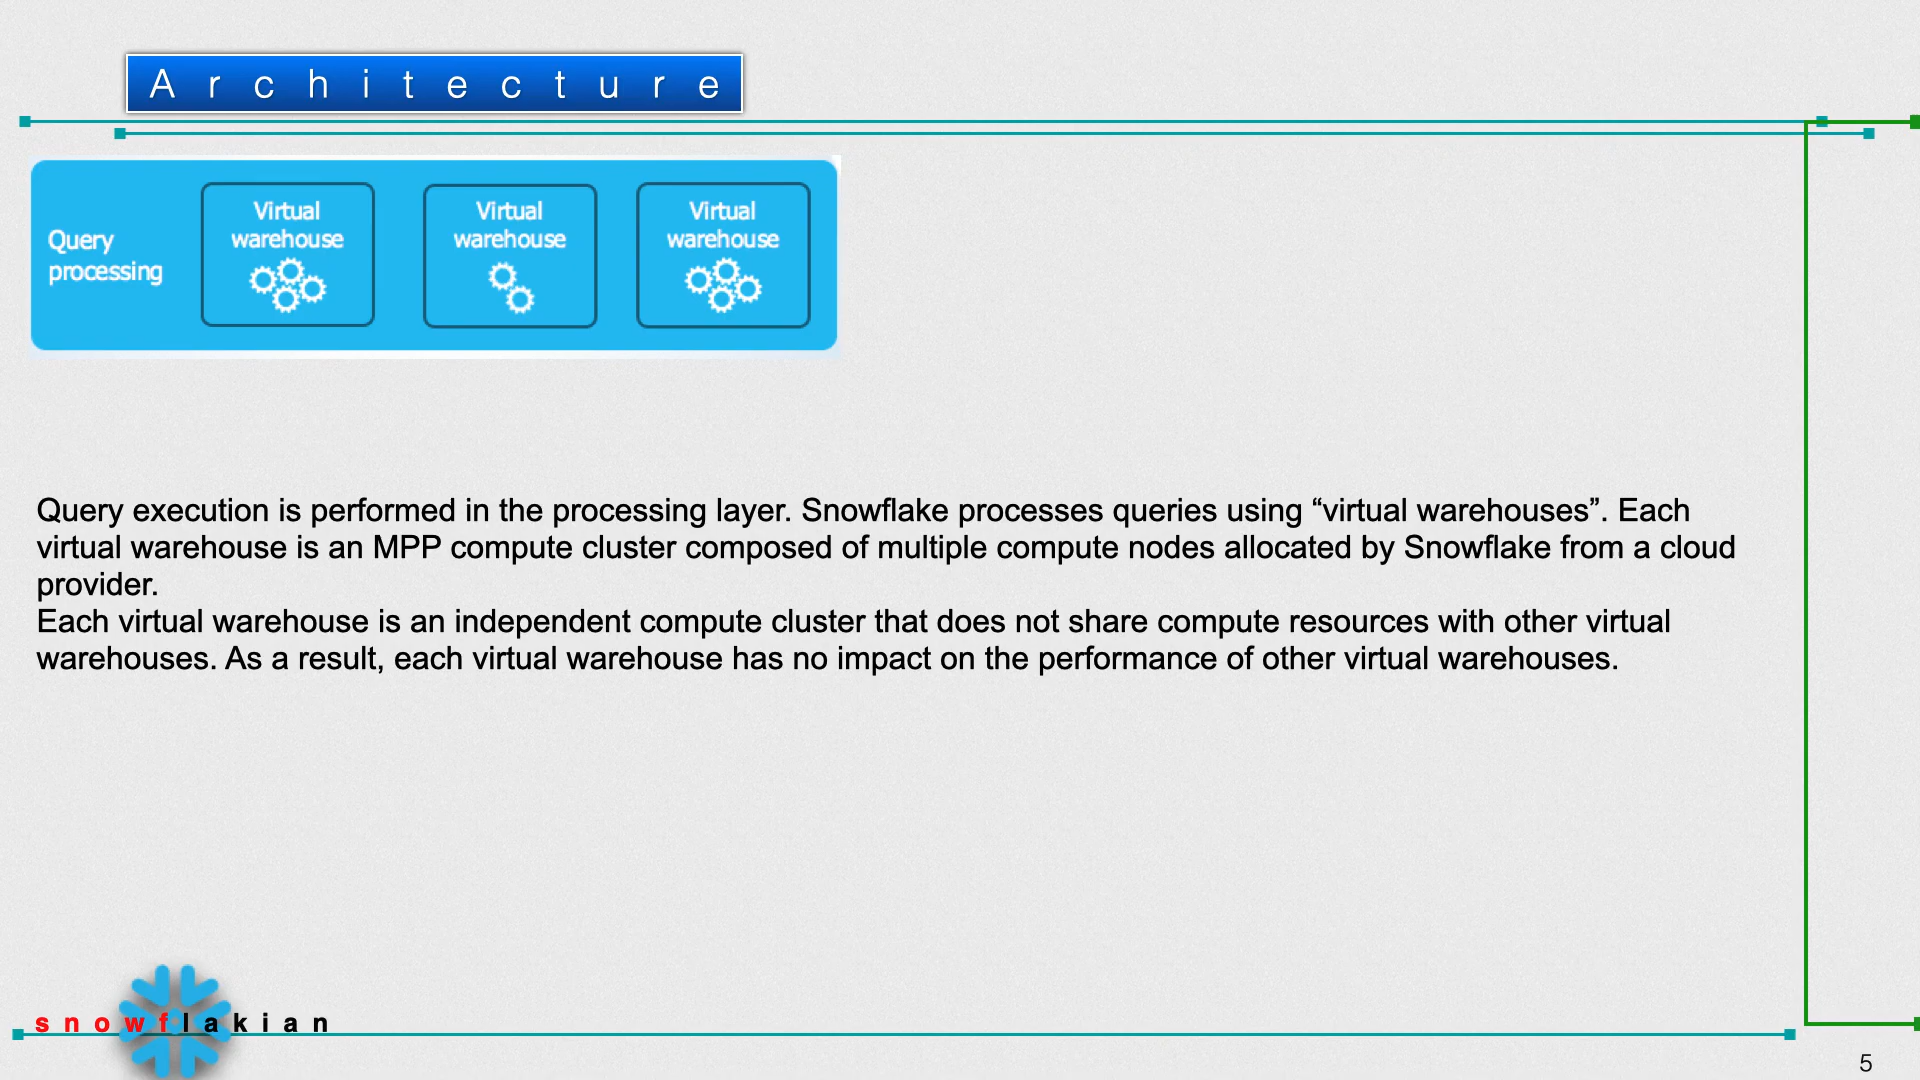 Architecture
Query
processing
Virtual
warehouse
Virtual
warehouse
Virtual
warehouse
Query execution is performed in the processing layer. Snowflake processes queries using “virtual warehouses”. Each
virtual warehouse is an MPP compute cluster composed of multiple compute nodes allocated by Snowflake from a cloud
provider.
Each virtual warehouse is an independent compute cluster that does not share compute resources with other virtual
warehouses. As a result, each virtual warehouse has no impact on the performance of other virtual warehouses.
snowflakian
5